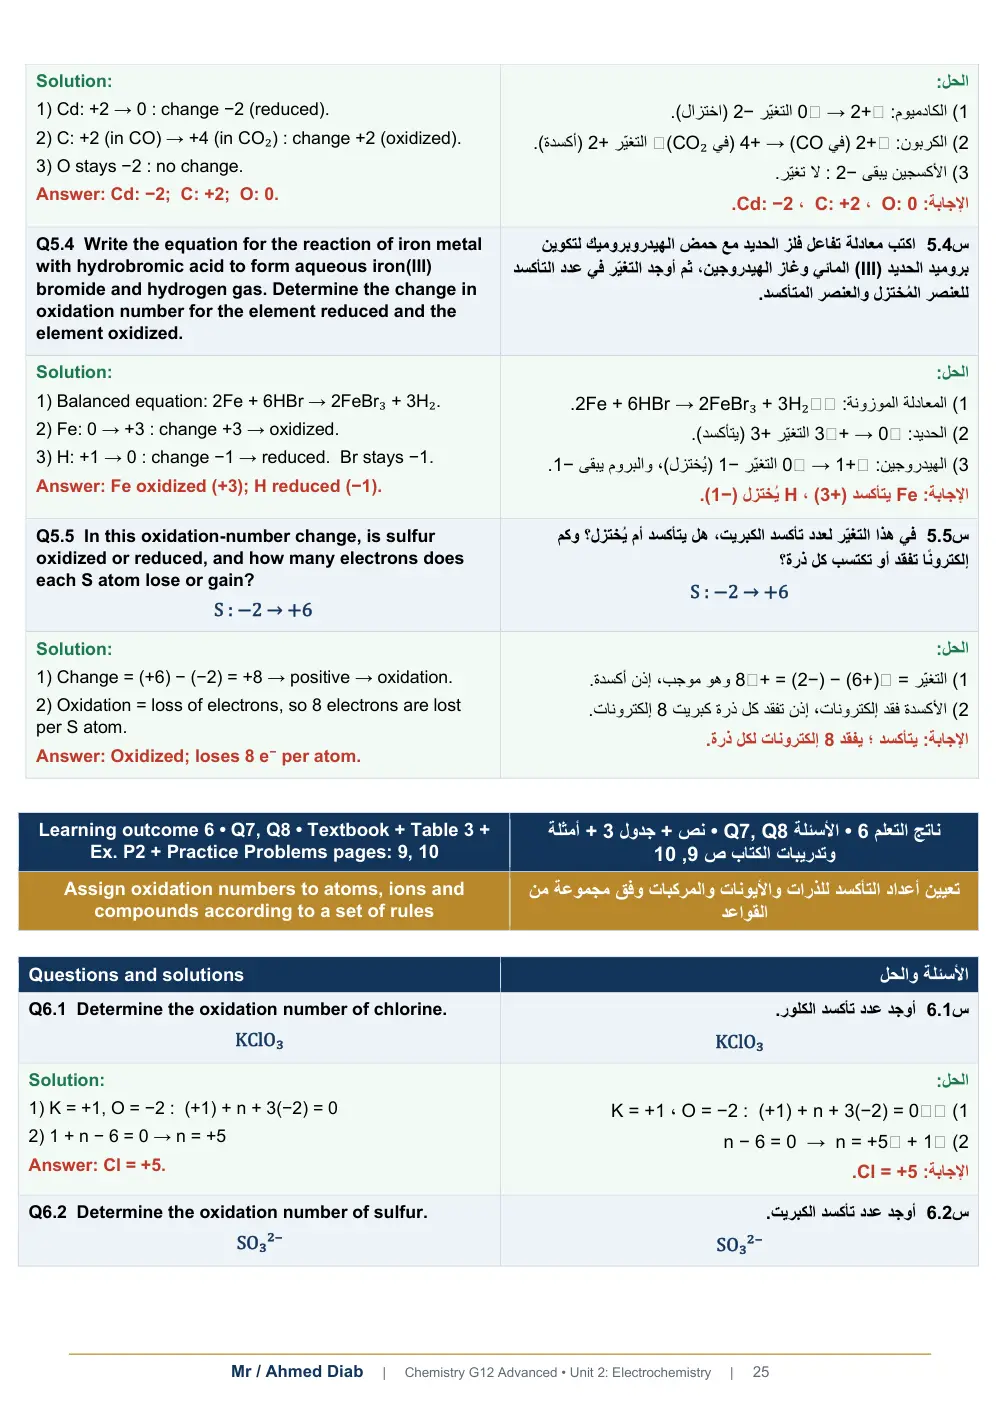 Solution:
1) Cd: +2 → 0 : change −2 (reduced).
2) C: +2 (in CO) → +4 (in CO₂) : change +2 (oxidized).
3) O stays −2 : no change.
Answer: Cd: −2;  C: +2;  O: 0.
الحل:
1) الكادميوم: □+2 → □0 التغيّر −2 (اختزال).
2) الكربون: □+2 (في CO) → +4 (في CO₂)□ التغيّر +2 (أكسدة).
3) الأكسجين يبقى −2 : لا تغيّر.
الإجابة: Cd: −2 ، C: +2 ، O: 0.
Q5.4  Write the equation for the reaction of iron metal
with hydrobromic acid to form aqueous iron(III)
bromide and hydrogen gas. Determine the change in
oxidation number for the element reduced and the
element oxidized.
س5.4  اكتب معادلة تفاعل فلز الحديد مع حمض الهيدروبروميك لتكوين
بروميد الحديد (III) المائي وغاز الهيدروجين، ثم أوجد التغيّر في عدد التأكسد
للعنصر المُختزل والعنصر المتأكسد.
Solution:
1) Balanced equation: 2Fe + 6HBr → 2FeBr₃ + 3H₂.
2) Fe: 0 → +3 : change +3 → oxidized.
3) H: +1 → 0 : change −1 → reduced.  Br stays −1.
Answer: Fe oxidized (+3); H reduced (−1).
الحل:
1) المعادلة الموزونة: □□2Fe + 6HBr → 2FeBr₃ + 3H₂.
2) الحديد: □0 → +□3 التغيّر +3 (يتأكسد).
3) الهيدروجين: □+1 → □0 التغيّر −1 (يُختزل)، والبروم يبقى −1.
الإجابة: Fe يتأكسد (+3) ، H يُختزل (−1).
Q5.5  In this oxidation-number change, is sulfur
oxidized or reduced, and how many electrons does
each S atom lose or gain?
S : −2 → +6
س5.5  في هذا التغيّر لعدد تأكسد الكبريت، هل يتأكسد أم يُختزل؟ وكم
إلكترونًا تفقد أو تكتسب كل ذرة؟
S : −2 → +6
Solution:
1) Change = (+6) − (−2) = +8 → positive → oxidation.
2) Oxidation = loss of electrons, so 8 electrons are lost
per S atom.
Answer: Oxidized; loses 8 e⁻ per atom.
الحل:
1) التغيّر = □(+6) − (−2) = +□8 وهو موجب، إذن أكسدة.
2) الأكسدة فقد إلكترونات، إذن تفقد كل ذرة كبريت 8 إلكترونات.
الإجابة: يتأكسد ؛ يفقد 8 إلكترونات لكل ذرة.
Learning outcome 6 • Q7, Q8 • Textbook + Table 3 +
Ex. P2 + Practice Problems pages: 9, 10
ناتج التعلم 6 • الأسئلة Q7, Q8 • نص + جدول 3 + أمثلة
وتدريبات الكتاب ص 9, 10
Assign oxidation numbers to atoms, ions and
compounds according to a set of rules
تعيين أعداد التأكسد للذرات والأيونات والمركبات وفق مجموعة من
القواعد
Questions and solutions
الأسئلة والحل
Q6.1  Determine the oxidation number of chlorine.
KClO₃
س6.1  أوجد عدد تأكسد الكلور.
KClO₃
Solution:
1) K = +1, O = −2 :  (+1) + n + 3(−2) = 0
2) 1 + n − 6 = 0 → n = +5
Answer: Cl = +5.
الحل:
1) □□K = +1 ، O = −2 :  (+1) + n + 3(−2) = 0
2) □1 + □n − 6 = 0 → n = +5
الإجابة: Cl = +5.
Q6.2  Determine the oxidation number of sulfur.
SO₃²⁻
س6.2  أوجد عدد تأكسد الكبريت.
SO₃²⁻
Mr / Ahmed Diab | Chemistry G12 Advanced • Unit 2: Electrochemistry | 25